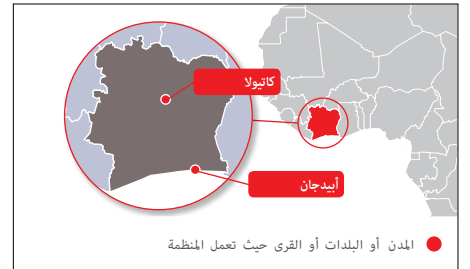 كاتيولا
أبيدجان
المدن أو البلدات أو القرى حيث تعمل المنظمة